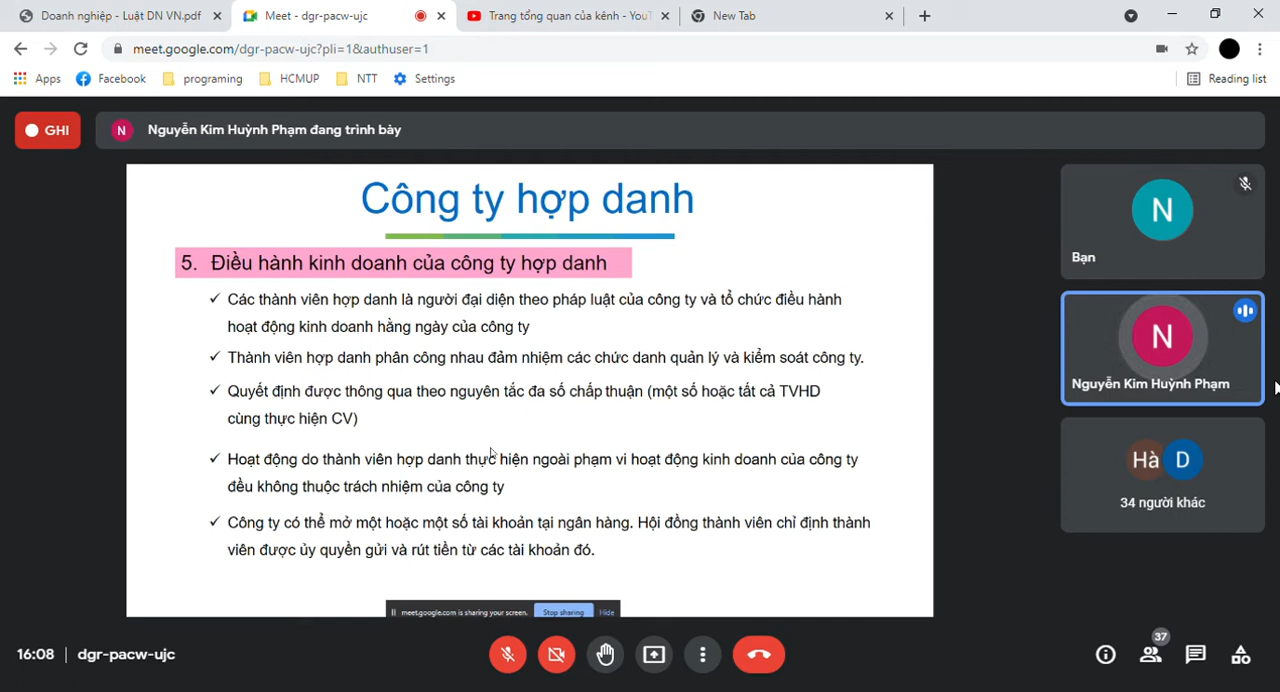 Doanh nghiệp - Luật DN VN.pdf
Meet - dgr-pacw-ujc
Trang tổng quan của kênh - YouT
New Tab
meet.google.com/dgr-pacw-ujc?pli=1&authuser=1
Apps
Facebook
programing
HCMUP
NTT
Settings
Reading list
GHI
N
Nguyễn Kim Huỳnh Phạm đang trình bày
Công ty hợp danh
5. Điều hành kinh doanh của công ty hợp danh
✓ Các thành viên hợp danh là người đại diện theo pháp luật của công ty và tổ chức điều hành
hoạt động kinh doanh hằng ngày của công ty
✓ Thành viên hợp danh phân công nhau đảm nhiệm các chức danh quản lý và kiểm soát công ty.
✓ Quyết định được thông qua theo nguyên tắc đa số chấp thuận (một số hoặc tất cả TVHD
cùng thực hiện CV)
✓ Hoạt động do thành viên hợp danh thực hiện ngoài phạm vi hoạt động kinh doanh của công ty
đều không thuộc trách nhiệm của công ty
✓ Công ty có thể mở một hoặc một số tài khoản tại ngân hàng. Hội đồng thành viên chỉ định thành
viên được ủy quyền gửi và rút tiền từ các tài khoản đó.
meet.google.com is sharing your screen.
Stop sharing
Hide
N
Bạn
N
Nguyễn Kim Huỳnh Phạm
Hà
D
34 người khác
16:08
dgr-pacw-ujc
37